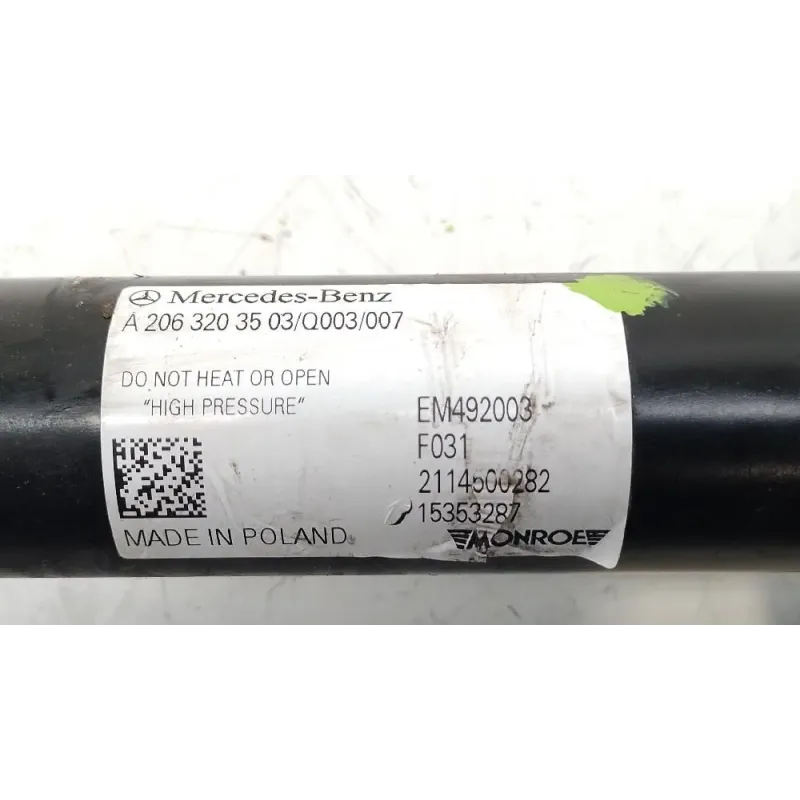 Mercedes-Benz
A 206 320 35 03/Q003/007
DO NOT HEAT OR OPEN
"HIGH PRESSURE"
EM492003
F031
2114500282
15353287
MADE IN POLAND
MONROE